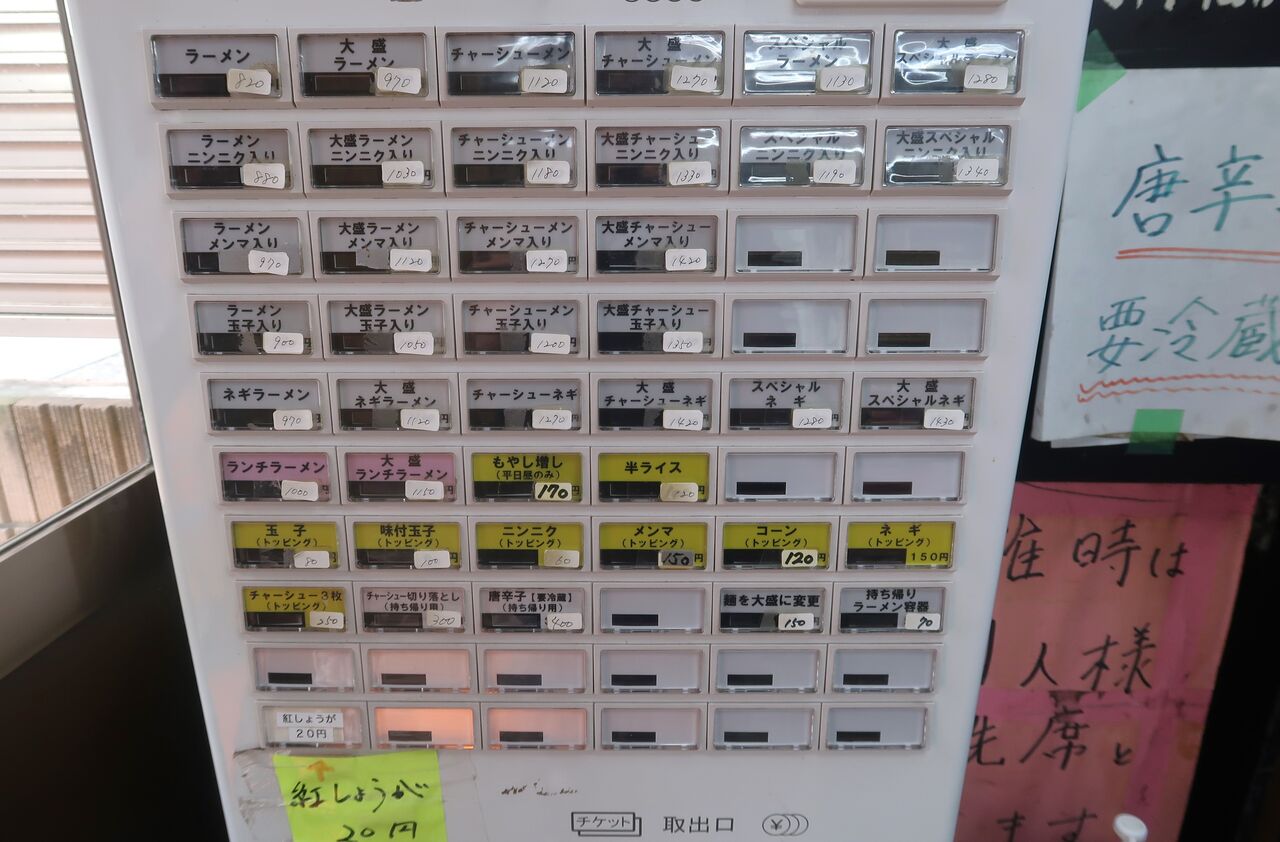 ラーメン
820
大盛
ラーメン
970
チャーシューメン
1120
大盛
チャーシューメン
1270
スペシャル
ラーメン
1130
大盛
スペシャルラーメン
1280
ラーメン
ニンニク入り
880
大盛ラーメン
ニンニク入り
1030
チャーシューメン
ニンニク入り
1180
大盛チャーシュー
ニンニク入り
1330
スペシャル
ニンニク入り
1190
大盛スペシャル
ニンニク入り
1340
ラーメン
メンマ入り
970
大盛ラーメン
メンマ入り
1120
チャーシューメン
メンマ入り
1270
大盛チャーシュー
メンマ入り
1420
ラーメン
玉子入り
900
大盛ラーメン
玉子入り
1050
チャーシューメン
玉子入り
1200
大盛チャーシュー
玉子入り
1350
ネギラーメン
970
大盛
ネギラーメン
1120
チャーシューネギ
1270
大盛
チャーシューネギ
1420
スペシャル
ネギ
1280
大盛
スペシャルネギ
1430
ランチラーメン
1000
大盛
ランチラーメン
1150
もやし増し
(平日昼のみ)
170
半ライス
120
玉子
(トッピング)
80
味付玉子
(トッピング)
100
ニンニク
(トッピング)
60
メンマ
(トッピング)
150円
コーン
(トッピング)
120
ネギ
(トッピング)
150円
チャーシュー3枚
(トッピング)
250
チャーシュー切り落とし
(持ち帰り用)
300
唐辛子【要冷蔵】
(持ち帰り用)
400
麺を大盛に変更
150
持ち帰り
ラーメン容器
70
紅しょうが
20円
紅しょうが
20円
チケット 取出口 ¥
唐辛
要冷蔵
時は
人様
席と
ます